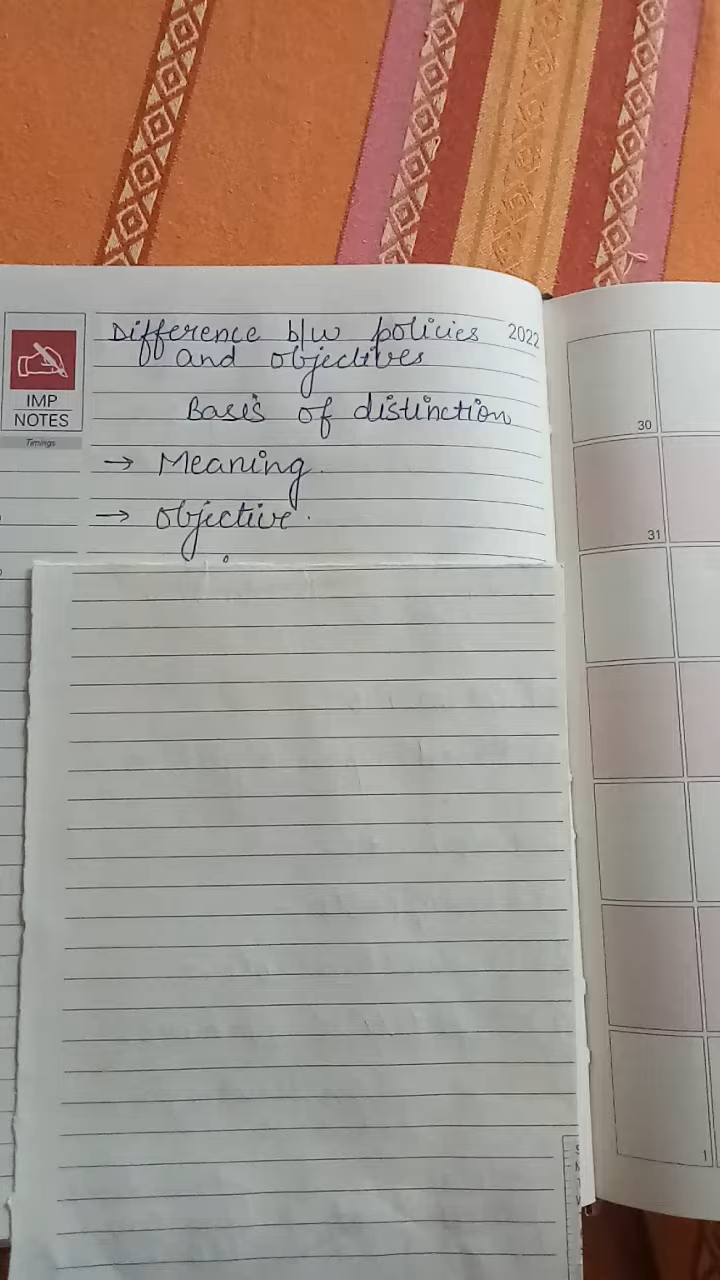 Difference b/w policies 2022
and objectives
IMP
NOTES
Timings
Basis of distinction
→ Meaning.
→ Objective.
30
31
1